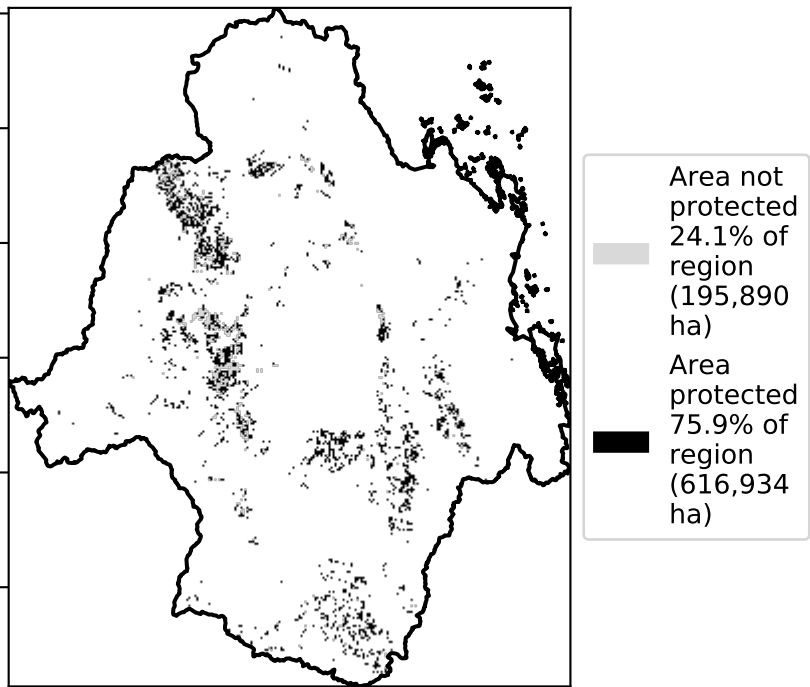 Area not
protected
24.1% of
region
(195,890
ha)
Area
protected
75.9% of
region
(616,934
ha)